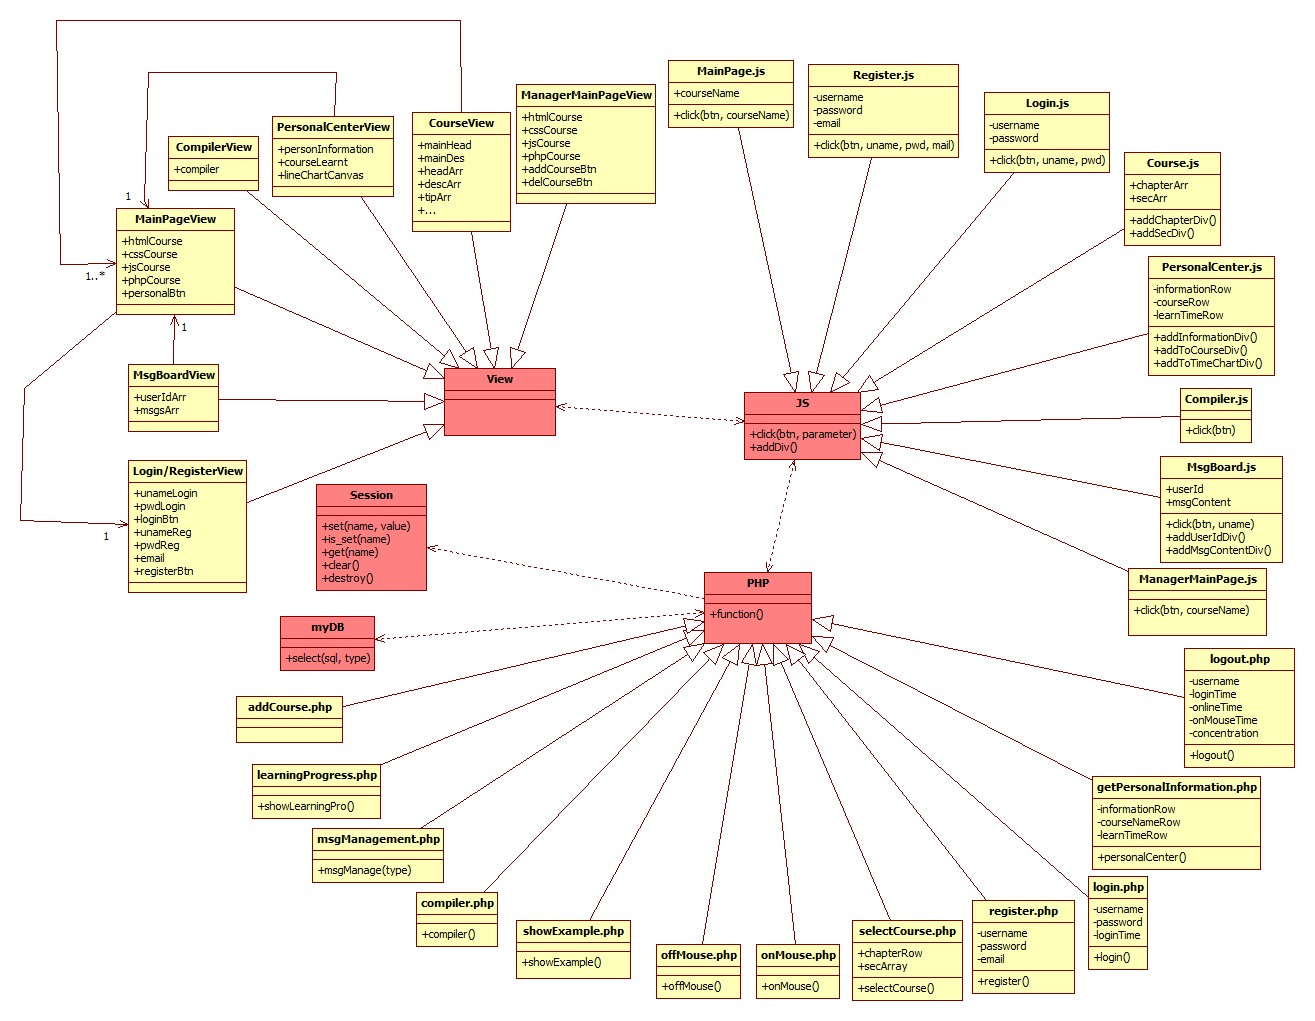 MainPage.js
+courseName
+click(btn, courseName)
Register.js
-username
-password
-email
+click(btn, uname, pwd, mail)
Login.js
-username
-password
+click(btn, uname, pwd)
ManagerMainPageView
+htmlCourse
+cssCourse
+jsCourse
+phpCourse
+addCourseBtn
+delCourseBtn
CourseView
+mainHead
+mainDes
+headArr
+descArr
+tipArr
+...
PersonalCenterView
+personInformation
+courseLearnt
+lineChartCanvas
CompilerView
+compiler
Course.js
+chapterArr
+secArr
+addChapterDiv()
+addSecDiv()
1
MainPageView
+htmlCourse
+cssCourse
+jsCourse
+phpCourse
+personalBtn
1..*
1
PersonalCenter.js
-informationRow
-courseRow
-learnTimeRow
+addInformationDiv()
+addToCourseDiv()
+addToTimeChartDiv()
MsgBoardView
+userIdArr
+msgsArr
View
JS
+click(btn, parameter)
+addDiv()
Compiler.js
+click(btn)
Login/RegisterView
+unameLogin
+pwdLogin
+loginBtn
+unameReg
+pwdReg
+email
+registerBtn
1
MsgBoard.js
+userId
+msgContent
+click(btn, uname)
+addUserIdDiv()
+addMsgContentDiv()
Session
+set(name, value)
+is_set(name)
+get(name)
+clear()
+destroy()
PHP
+function()
ManagerMainPage.js
+click(btn, courseName)
myDB
+select(sql, type)
logout.php
-username
-loginTime
-onlineTime
-onMouseTime
-concentration
+logout()
addCourse.php
learningProgress.php
+showLearningPro()
getPersonalInformation.php
-informationRow
-courseNameRow
-learnTimeRow
+personalCenter()
msgManagement.php
+msgManage(type)
compiler.php
+compiler()
login.php
-username
-password
-loginTime
+login()
showExample.php
+showExample()
offMouse.php
+offMouse()
onMouse.php
+onMouse()
selectCourse.php
+chapterRow
+secArray
+selectCourse()
register.php
-username
-password
-email
+register()